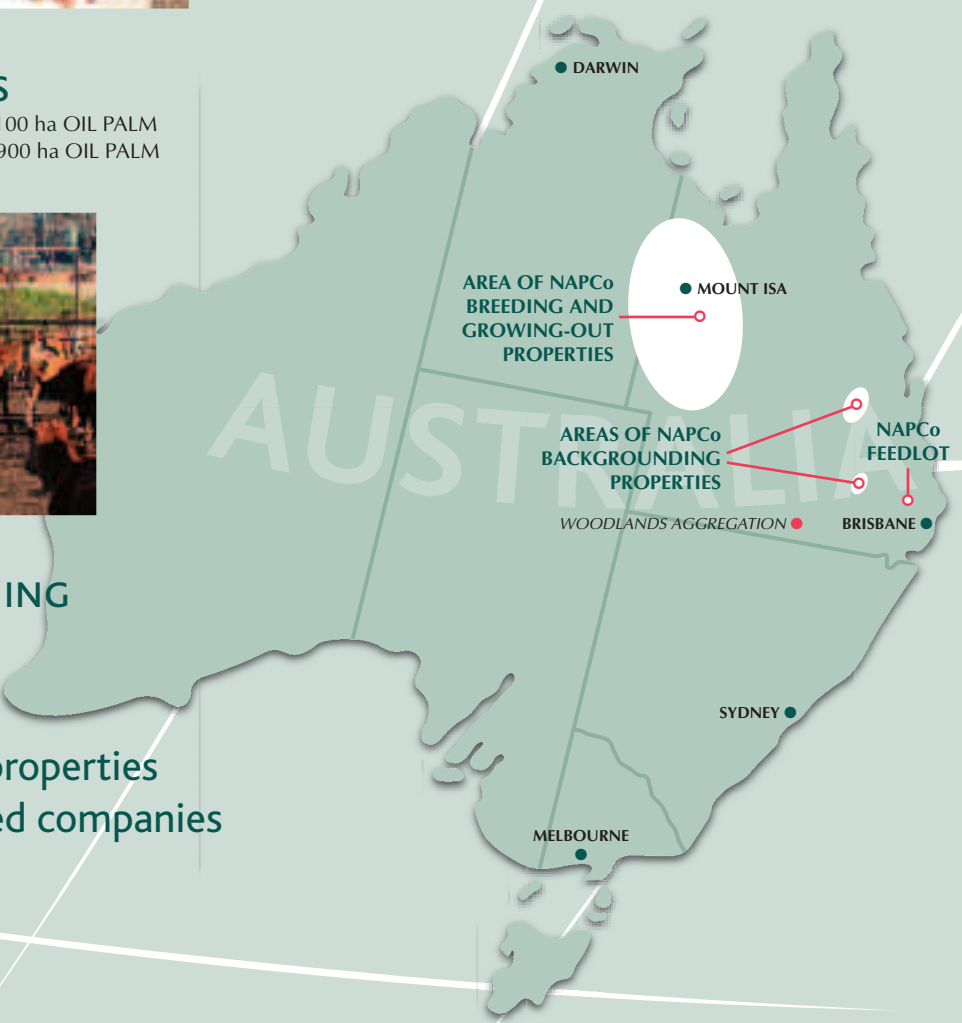 S
100 ha OIL PALM
900 ha OIL PALM
DARWIN
AREA OF NAPCo
BREEDING AND
GROWING-OUT
PROPERTIES
MOUNT ISA
AUSTRALIA
AREAS OF NAPCo
BACKGROUNDING
PROPERTIES
NAPCo
FEEDLOT
WOODLANDS AGGREGATION
BRISBANE
ING
SYDNEY
properties
ed companies
MELBOURNE